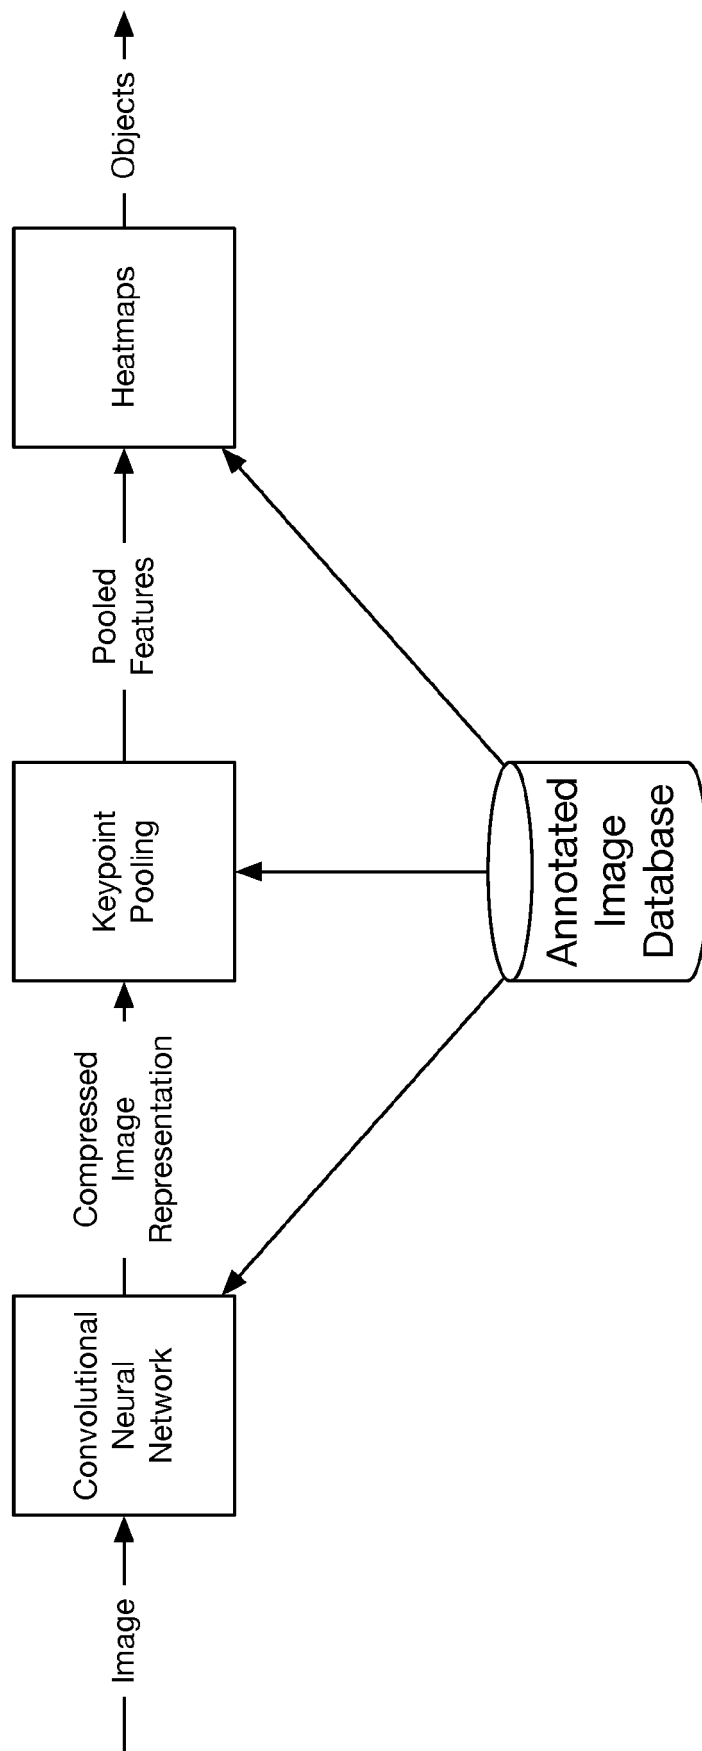 Image
Convolutional
Neural
Network
Compressed
Image
Representation
Keypoint
Pooling
Pooled
Features
Heatmaps
Objects
Annotated
Image
Database